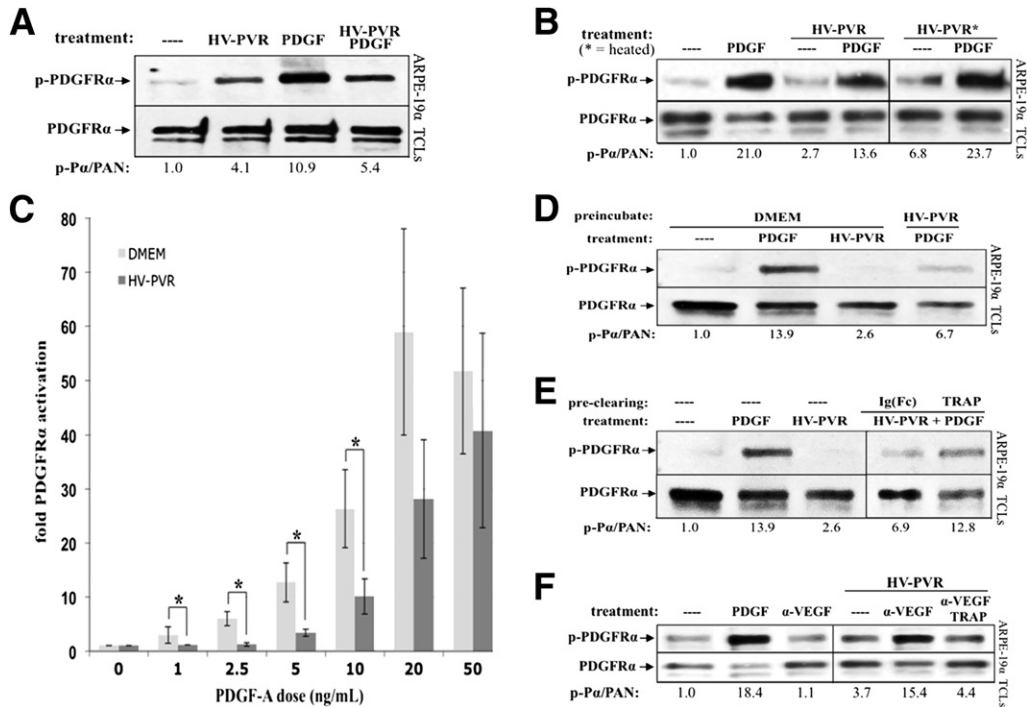 A
treatment: ---- HV-PVR PDGF HV-PVR PDGF
p-PDGFRα
PDGFRα
p-Pα/PAN: 1.0 4.1 10.9 5.4
ARPE-19α TCLs
B
HV-PVR HV-PVR*
treatment: (* = heated) ---- PDGF ---- PDGF ---- PDGF
p-PDGFRα
PDGFRα
p-Pα/PAN: 1.0 21.0 2.7 13.6 6.8 23.7
ARPE-19α TCLs
C
fold PDGFRα activation
80
70
60
50
40
30
20
10
0
DMEM
HV-PVR
* * * *
0 1 2.5 5 10 20 50
PDGF-A dose (ng/mL)
D
preincubate: DMEM HV-PVR
treatment: ---- PDGF HV-PVR PDGF
p-PDGFRα
PDGFRα
p-Pα/PAN: 1.0 13.9 2.6 6.7
ARPE-19α TCLs
E
pre-clearing: ---- ---- ---- Ig(Fc) TRAP
treatment: ---- PDGF HV-PVR HV-PVR + PDGF
p-PDGFRα
PDGFRα
p-Pα/PAN: 1.0 13.9 2.6 6.9 12.8
ARPE-19α TCLs
F
HV-PVR
treatment: ---- PDGF α-VEGF ---- α-VEGF α-VEGF TRAP
p-PDGFRα
PDGFRα
p-Pα/PAN: 1.0 18.4 1.1 3.7 15.4 4.4
ARPE-19α TCLs